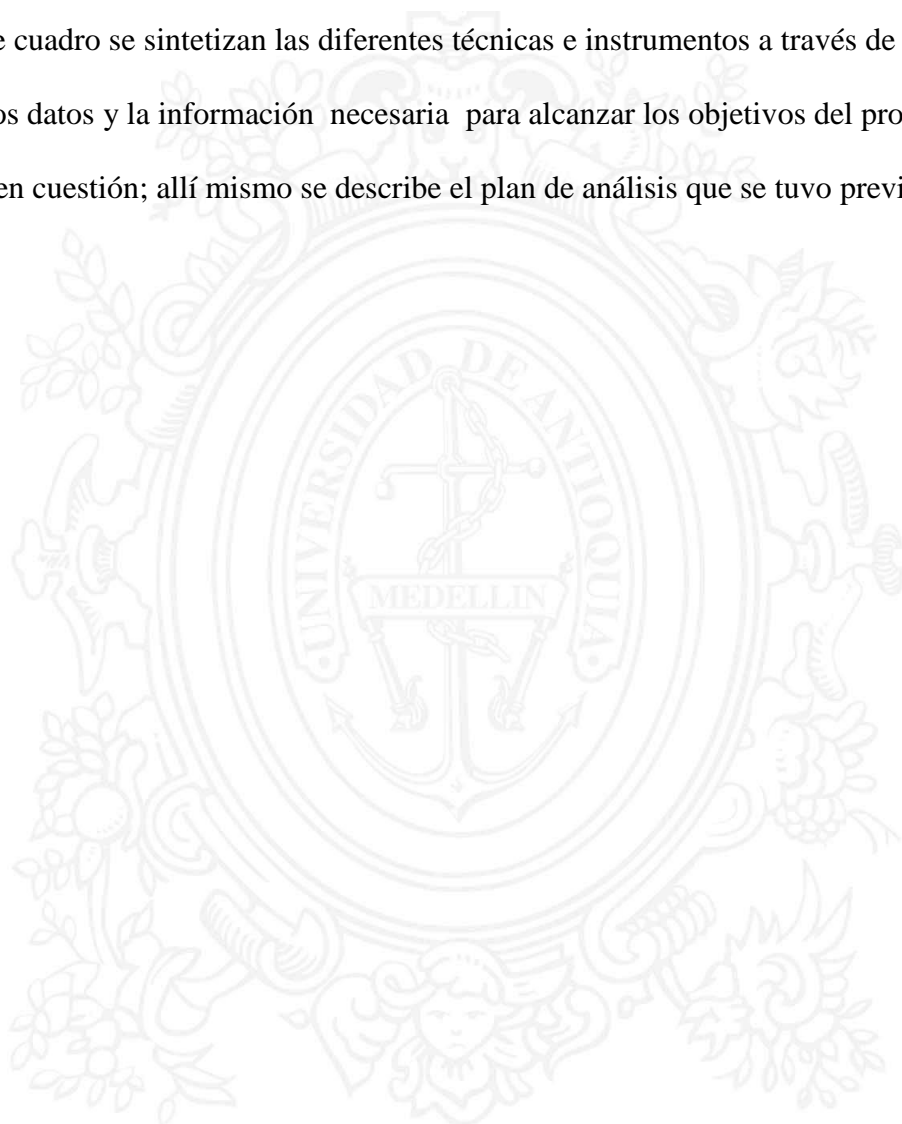 e cuadro se sintetizan las diferentes técnicas e instrumentos a través de
os datos y la información  necesaria  para alcanzar los objetivos del pro
en cuestión; allí mismo se describe el plan de análisis que se tuvo previ
UNIVERSIDAD DE ANTIOQUIA
MEDELLIN